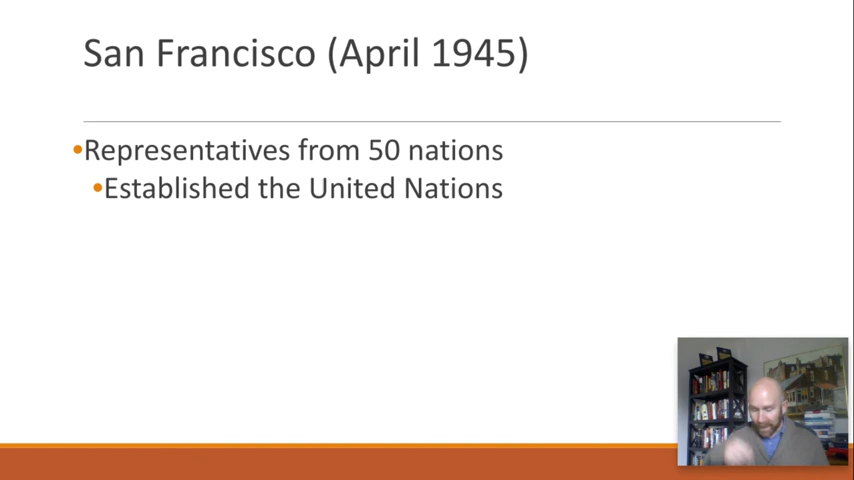 San Francisco (April 1945)
•Representatives from 50 nations
•Established the United Nations